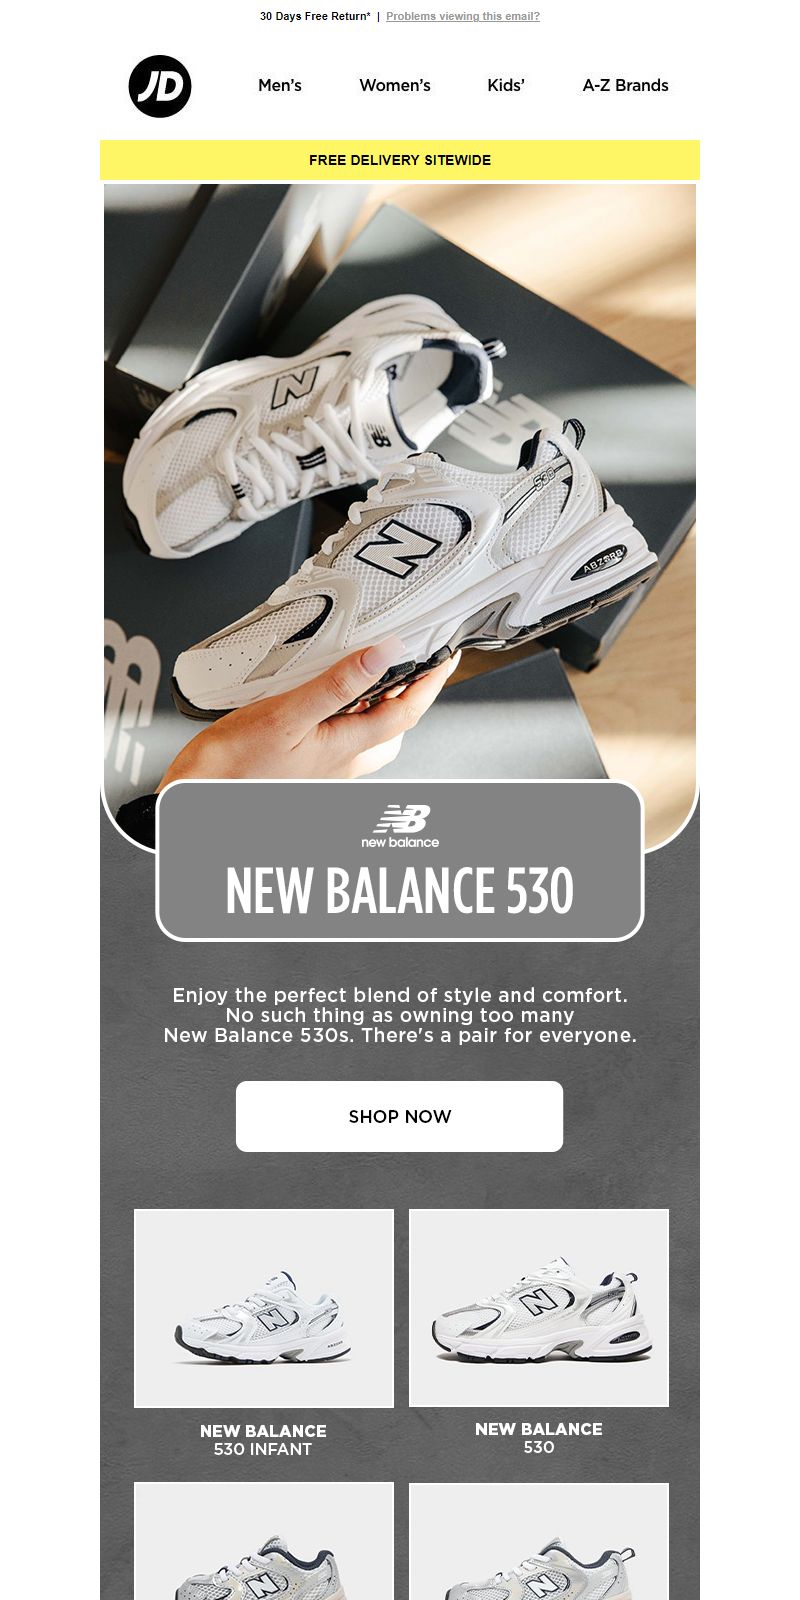 30 Days Free Return* | Problems viewing this email?
JD
Men's Women's Kids' A-Z Brands
FREE DELIVERY SITEWIDE
N
530
N
ABZORB
new balance
NEW BALANCE 530
Enjoy the perfect blend of style and comfort.
No such thing as owning too many
New Balance 530s. There's a pair for everyone.
SHOP NOW
N
N
NEW BALANCE
530 INFANT
NEW BALANCE
530
N
N